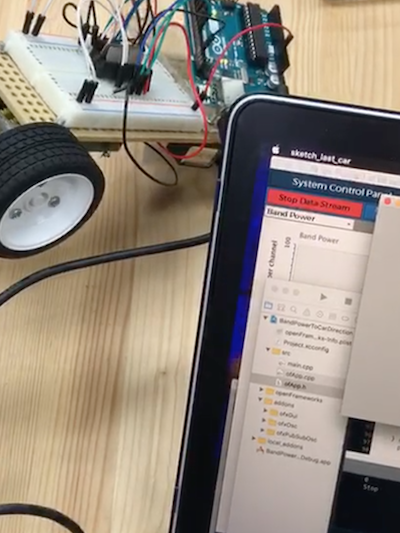 sketch_last_car
System Control Panel
Stop Data Stream
Band Power
Band Power
per channel
100
BandPowerToCarDirection
openFram...ks-Info.plist
Project.xcconfig
src
main.cpp
ofApp.cpp
ofApp.h
openFrameworks
addons
ofxGui
ofxOsc
ofxPubSubOsc
local_addons
BandPower...Debug.app
Stop